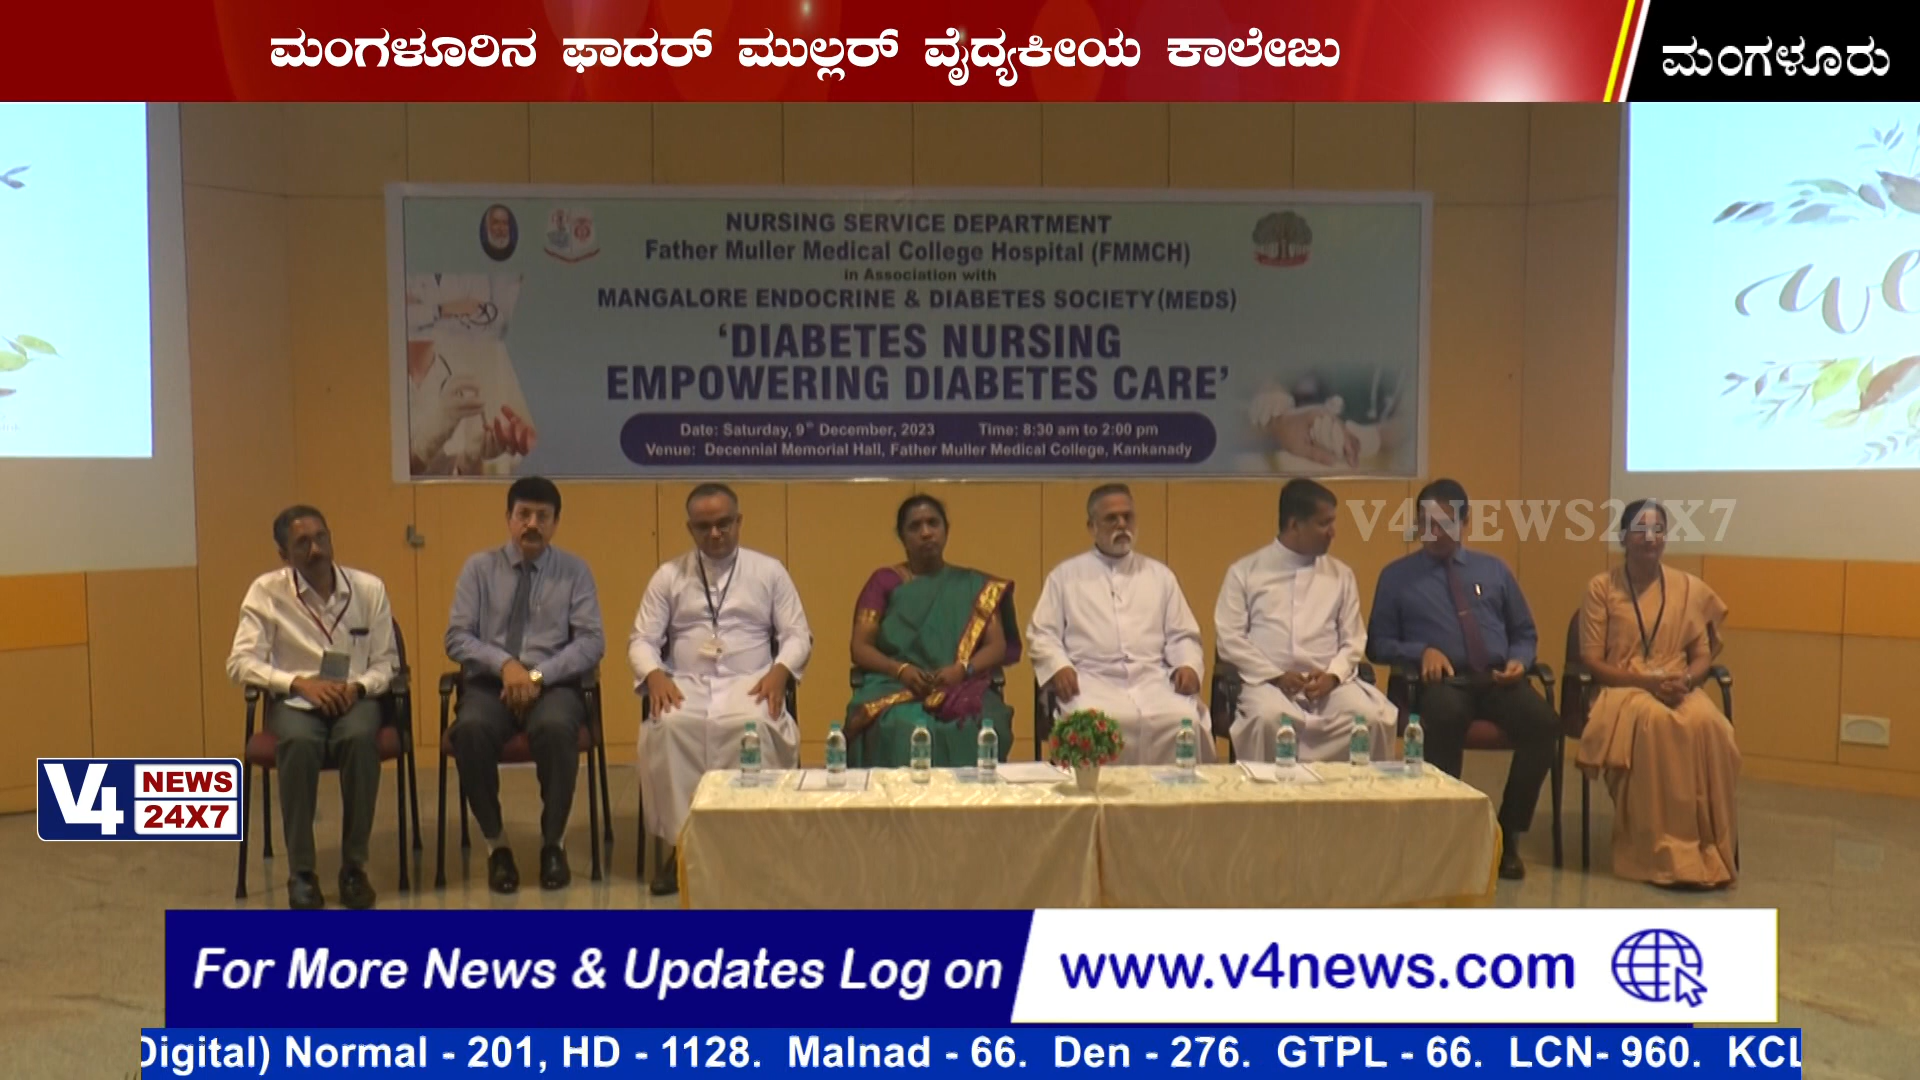 ಮಂಗಳೂರಿನ ಫಾದರ್ ಮುಲ್ಲರ್ ವೈದ್ಯಕೀಯ ಕಾಲೇಜು
ಮಂಗಳೂರು
NURSING SERVICE DEPARTMENT
Father Muller Medical College Hospital (FMMCH)
in Association with
MANGALORE ENDOCRINE & DIABETES SOCIETY (MEDS)
'DIABETES NURSING
EMPOWERING DIABETES CARE'
Date: Saturday, 9th December, 2023 Time: 8:30 am to 2:00 pm
Venue: Decennial Memorial Hall, Father Muller Medical College, Kankanady
V4NEWS24X7
V4 NEWS
24X7
For More News & Updates Log on www.v4news.com
Digital) Normal - 201, HD - 1128. Malnad - 66. Den - 276. GTPL - 66. LCN- 960. KCL